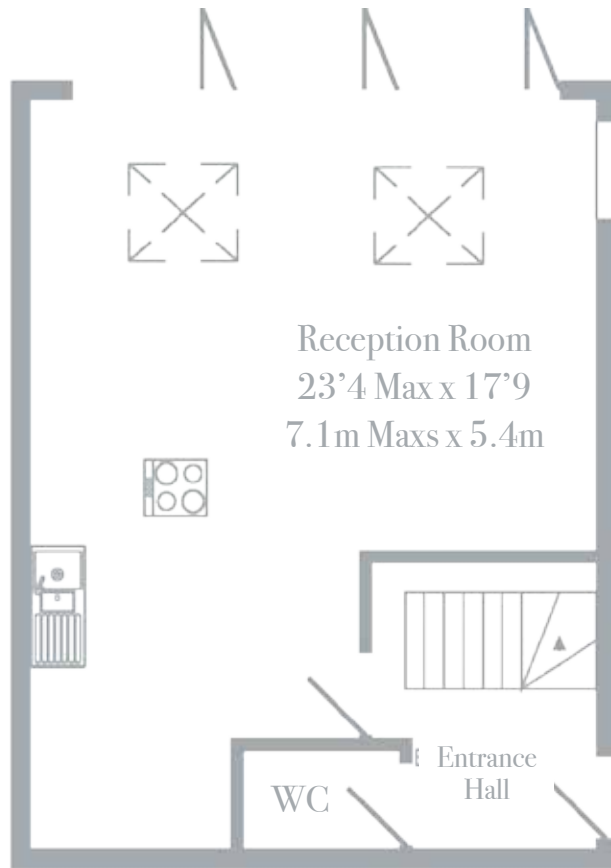 Reception Room
23’4 Max x 17’9
7.1m Maxs x 5.4m
Entrance
Hall
WC